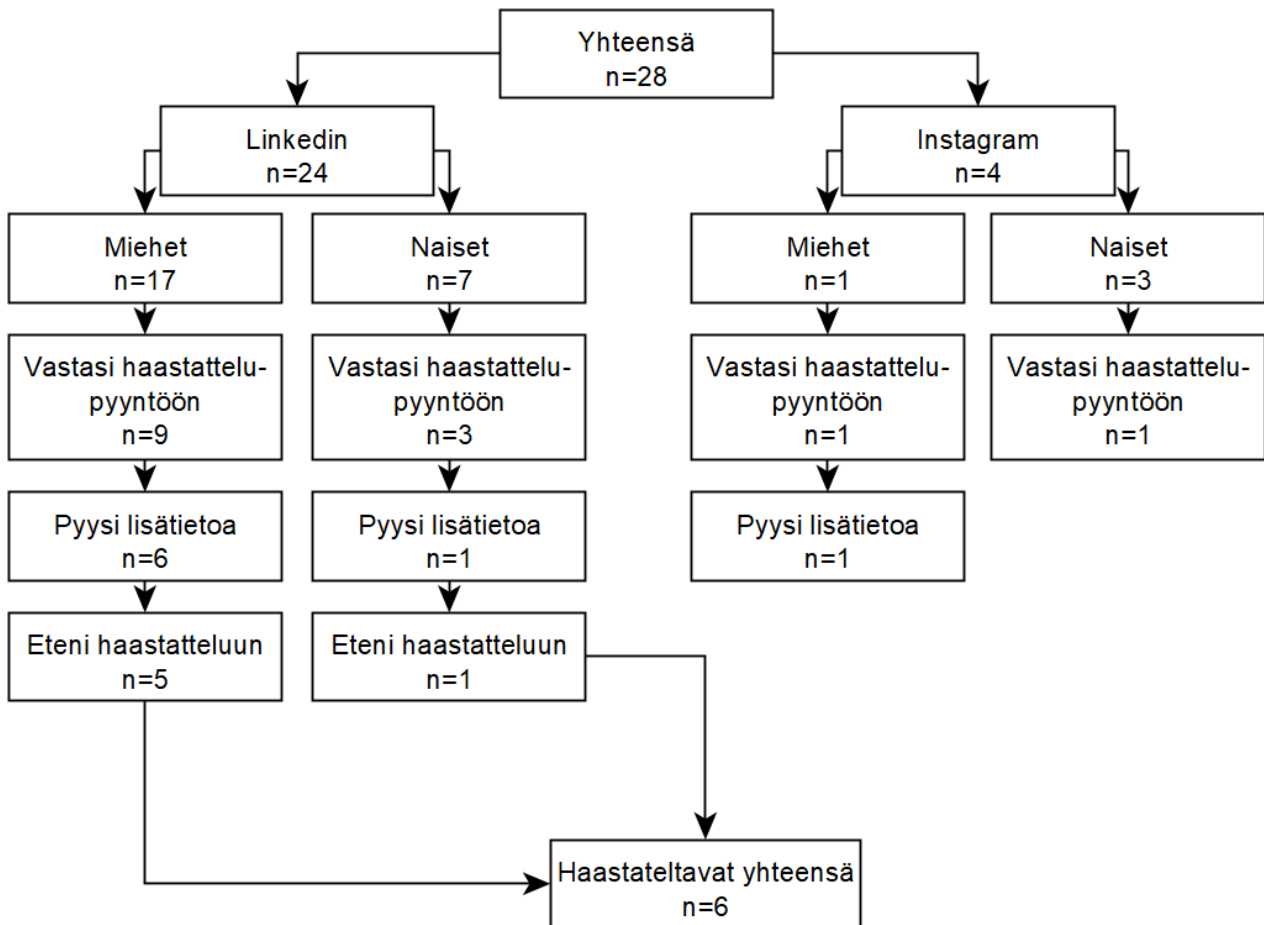 Yhteensä
n=28
Linkedin
n=24
Instagram
n=4
Miehet
n=17
Naiset
n=7
Miehet
n=1
Naiset
n=3
Vastasi haastattelu-
pyyntöön
n=9
Vastasi haastattelu-
pyyntöön
n=3
Vastasi haastattelu-
pyyntöön
n=1
Vastasi haastattelu-
pyyntöön
n=1
Pyysi lisätietoa
n=6
Pyysi lisätietoa
n=1
Pyysi lisätietoa
n=1
Eteni haastatteluun
n=5
Eteni haastatteluun
n=1
Haastateltavat yhteensä
n=6